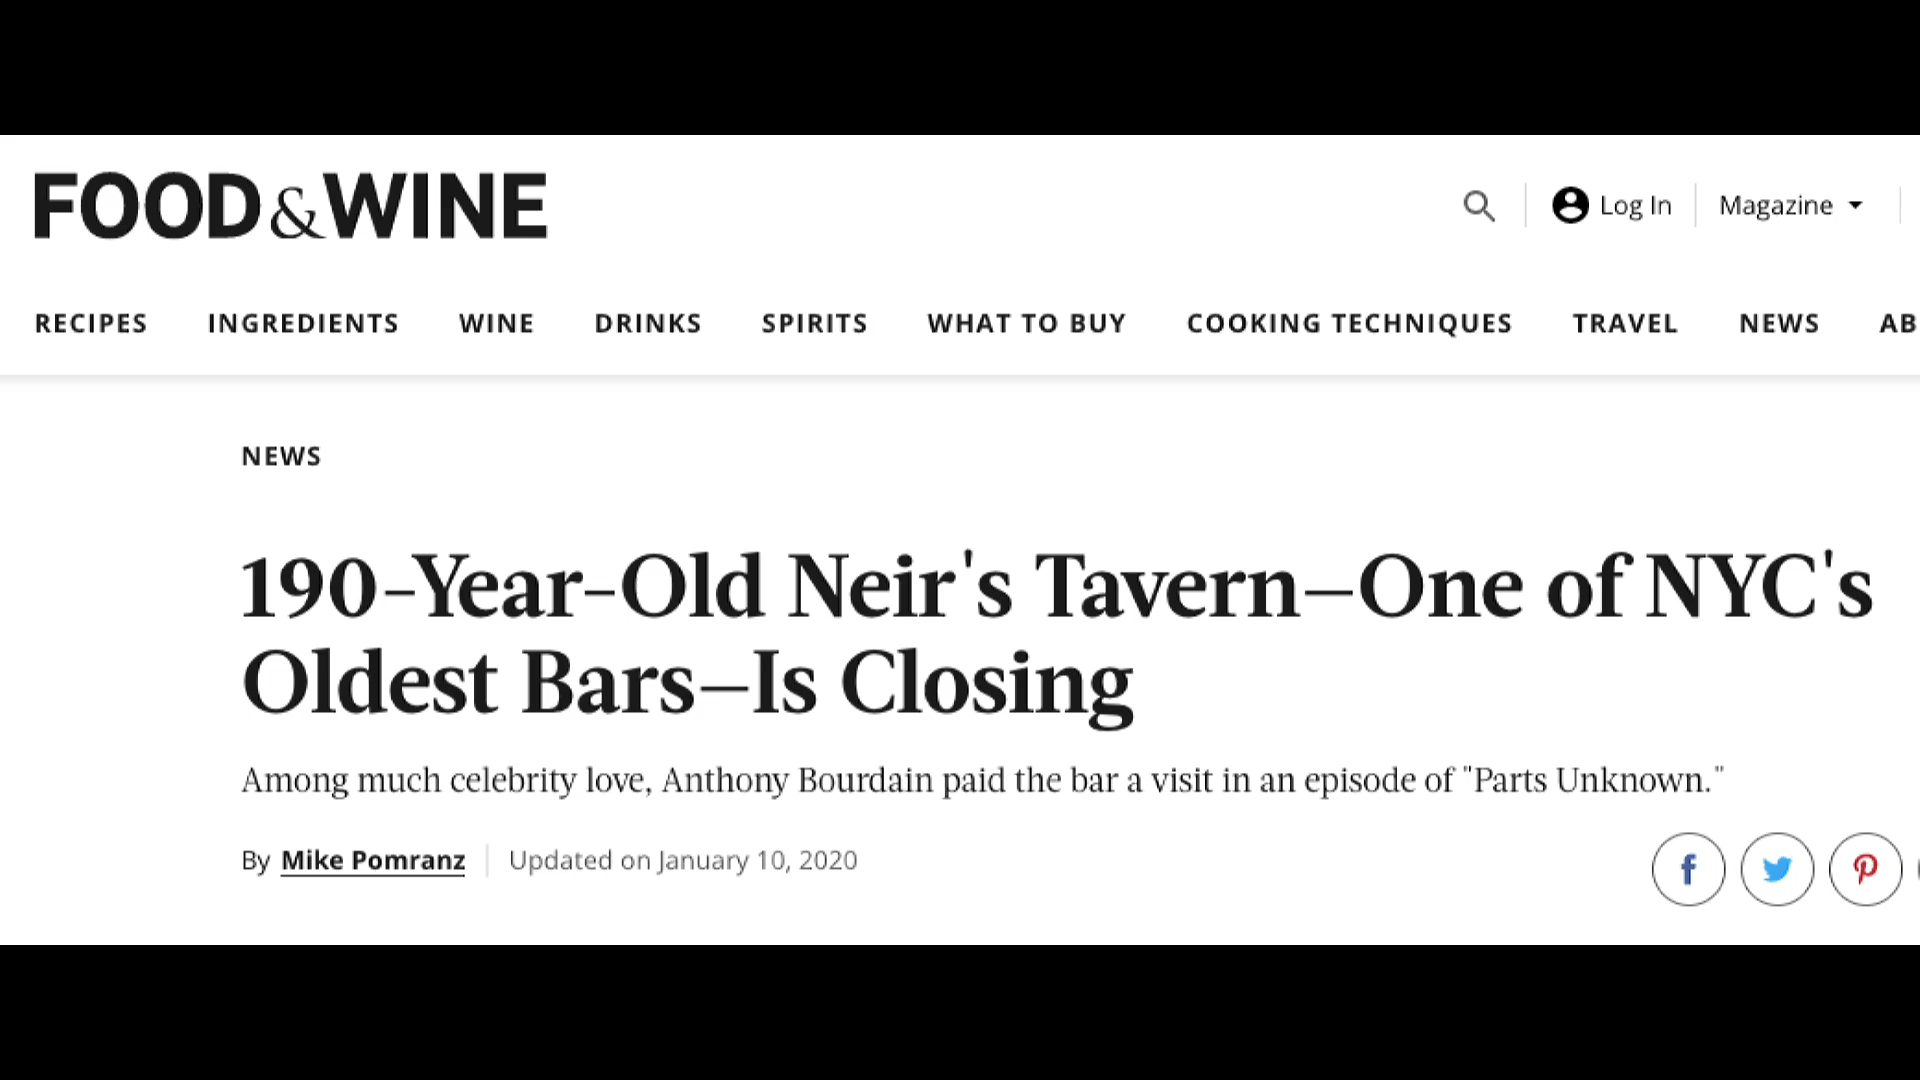 FOOD&WINE
Log In
Magazine
RECIPES INGREDIENTS WINE DRINKS SPIRITS WHAT TO BUY COOKING TECHNIQUES TRAVEL NEWS AB
NEWS
190-Year-Old Neir's Tavern—One of NYC's
Oldest Bars—Is Closing
Among much celebrity love, Anthony Bourdain paid the bar a visit in an episode of "Parts Unknown."
By Mike Pomranz Updated on January 10, 2020